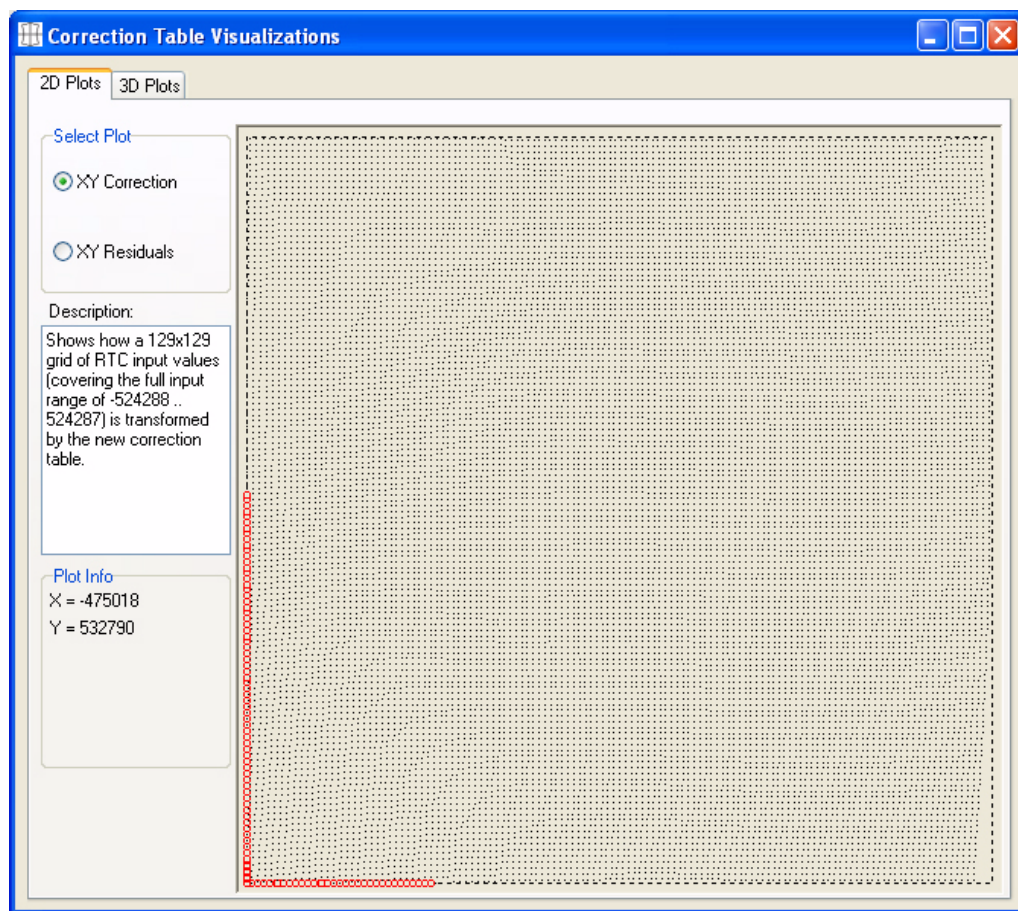 Correction Table Visualizations
2D Plots
3D Plots
Select Plot
XY Correction
XY Residuals
Description:
Shows how a 129x129
grid of RTC input values
(covering the full input
range of -524288 ..
524287) is transformed
by the new correction
table.
Plot Info
X = -475018
Y = 532790